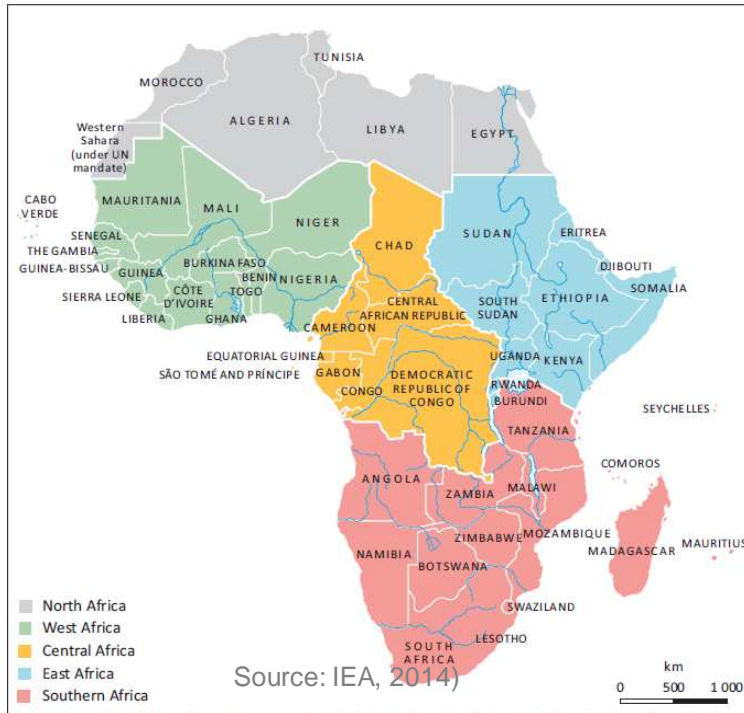 TUNISIA
MOROCCO
ALGERIA
LIBYA
EGYPT
Western
Sahara
(under UN
mandate)
CABO
VERDE
MAURITANIA
MALI
NIGER
CHAD
SUDAN
ERITREA
SENEGAL
THE GAMBIA
GUINEA-BISSAU
GUINEA
BURKINA FASO
BENIN
NIGERIA
DJIBOUTI
SOMALIA
SIERRA LEONE
CÔTE
D'IVOIRE
TOGO
LIBERIA
GHANA
CENTRAL
AFRICAN REPUBLIC
SOUTH
SUDAN
ETHIOPIA
CAMEROON
EQUATORIAL GUINEA
SÃO TOMÉ AND PRÍNCIPE
GABON
CONGO
DEMOCRATIC
REPUBLIC OF
CONGO
UGANDA
KENYA
RWANDA
BURUNDI
TANZANIA
SEYCHELLES
COMOROS
ANGOLA
ZAMBIA
MALAWI
MOZAMBIQUE
ZIMBABWE
MADAGASCAR
MAURITIUS
NAMIBIA
BOTSWANA
SWAZILAND
LESOTHO
SOUTH
AFRICA
North Africa
West Africa
Central Africa
East Africa
Southern Africa
Source: IEA, 2014)
km
0 500 1 000